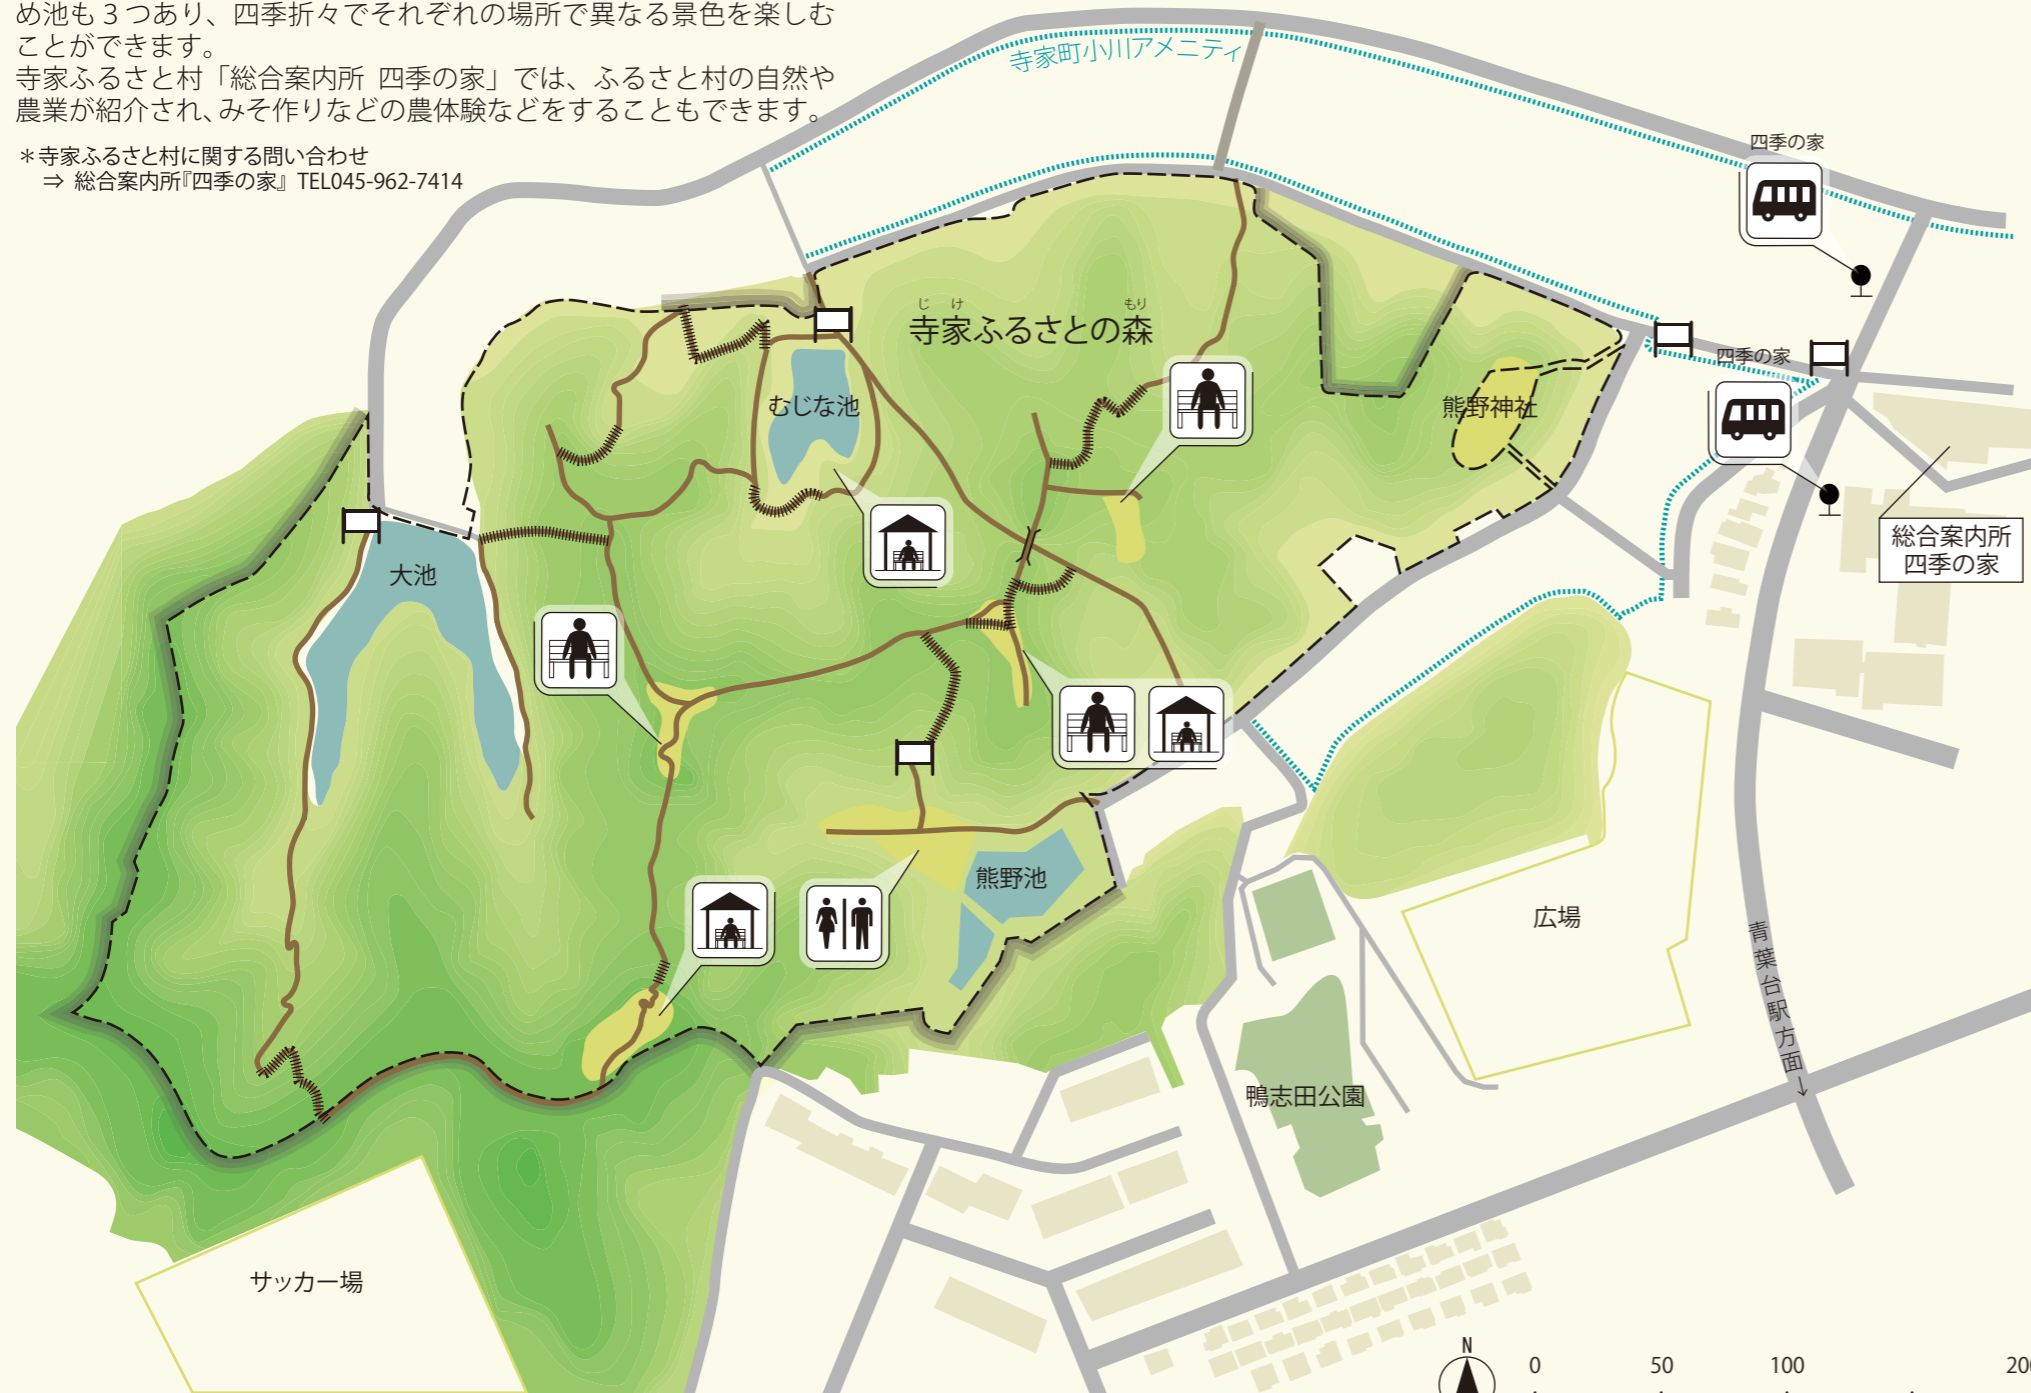 め池も３つあり、四季折々でそれぞれの場所で異なる景色を楽しむ
ことができます。
寺家ふるさと村「総合案内所 四季の家」では、ふるさと村の自然や
農業が紹介され、みそ作りなどの農体験などをすることもできます。
＊寺家ふるさと村に関する問い合わせ
⇒ 総合案内所『四季の家』 TEL045-962-7414
寺家町小川アメニティ
四季の家
じ け もり
寺家ふるさとの森
四季の家
むじな池
熊野神社
総合案内所
四季の家
大池
熊野池
広場
青葉台駅方面→
鴨志田公園
サッカー場
N
0 50 100